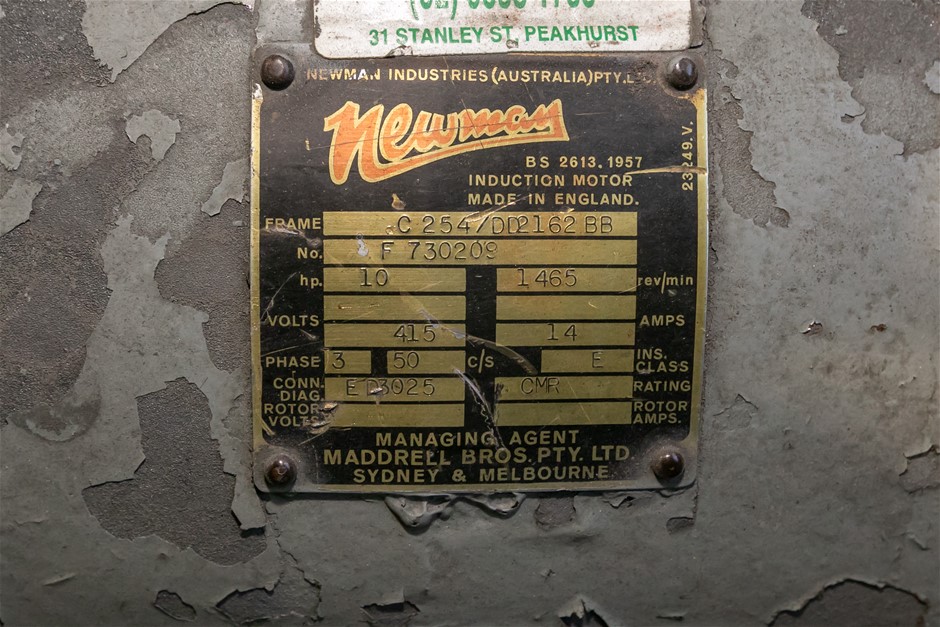 31 STANLEY ST, PEAKHURST
NEWMAN INDUSTRIES (AUSTRALIA) PTY.
Newman
BS 2613.1957
INDUCTION MOTOR
MADE IN ENGLAND.
FRAME C 254/DD2162 BB
No. F 730209
hp. 10 1465 rev/min
VOLTS 415 14 AMPS
PHASE 3 50 C/S E INS. CLASS
CONN. DIAG. ED3025 CMR RATING
ROTOR VOLTS ROTOR AMPS.
MANAGING AGENT
MADDRELL BROS. PTY. LTD.
SYDNEY & MELBOURNE